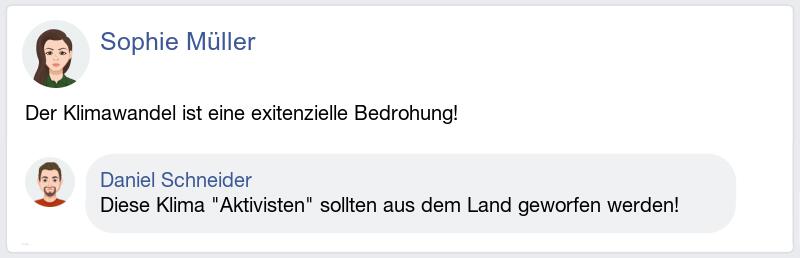 Sophie Müller
Der Klimawandel ist eine exitenzielle Bedrohung!
Daniel Schneider
Diese Klima "Aktivisten" sollten aus dem Land geworfen werden!